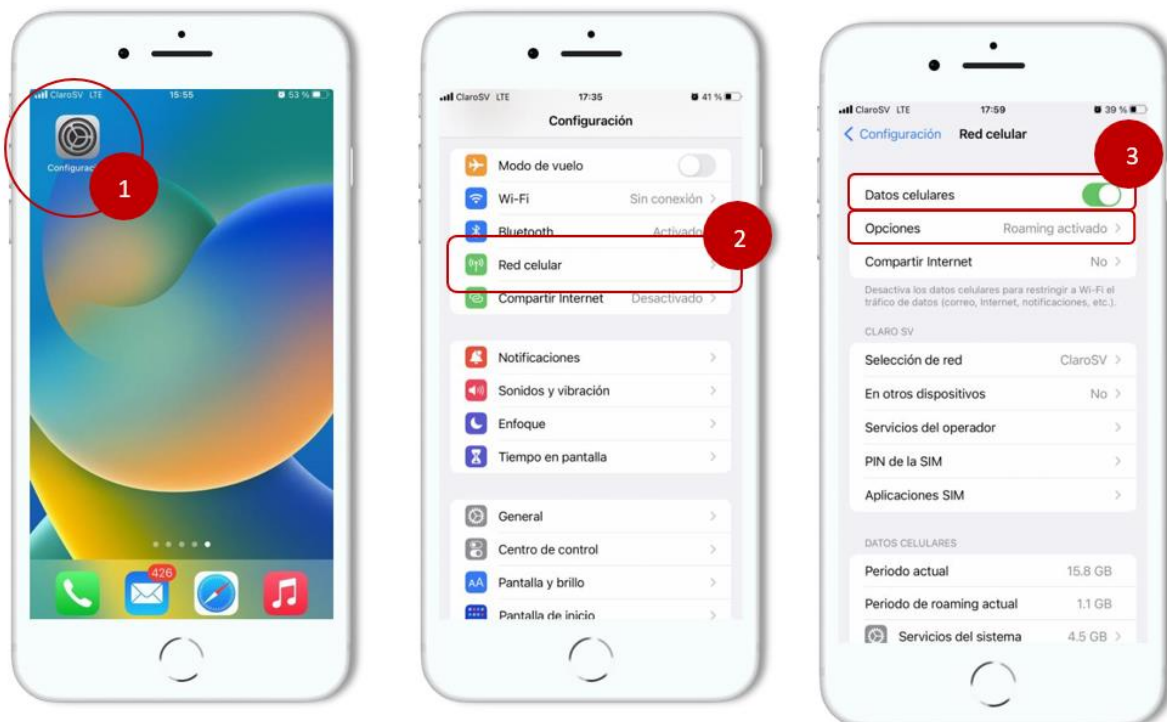 ClaroSV LTE 15:55 53 %
1
426
ClaroSV LTE 17:35 41 %
Configuración
Modo de vuelo
Wi-Fi Sin conexión
Bluetooth Activado
2
Red celular
Compartir Internet Desactivado
Notificaciones
Sonidos y vibración
Enfoque
Tiempo en pantalla
General
Centro de control
AA Pantalla y brillo
Pantalla de inicio
ClaroSV LTE 17:59 39 %
Configuración Red celular
3
Datos celulares
Opciones Roaming activado
Compartir Internet No
Desactiva los datos celulares para restringir a Wi-Fi el
tráfico de datos (correo, Internet, notificaciones, etc.).
CLARO SV
Selección de red ClaroSV
En otros dispositivos No
Servicios del operador
PIN de la SIM
Aplicaciones SIM
DATOS CELULARES
Periodo actual 15.8 GB
Periodo de roaming actual 1.1 GB
Servicios del sistema 4.5 GB